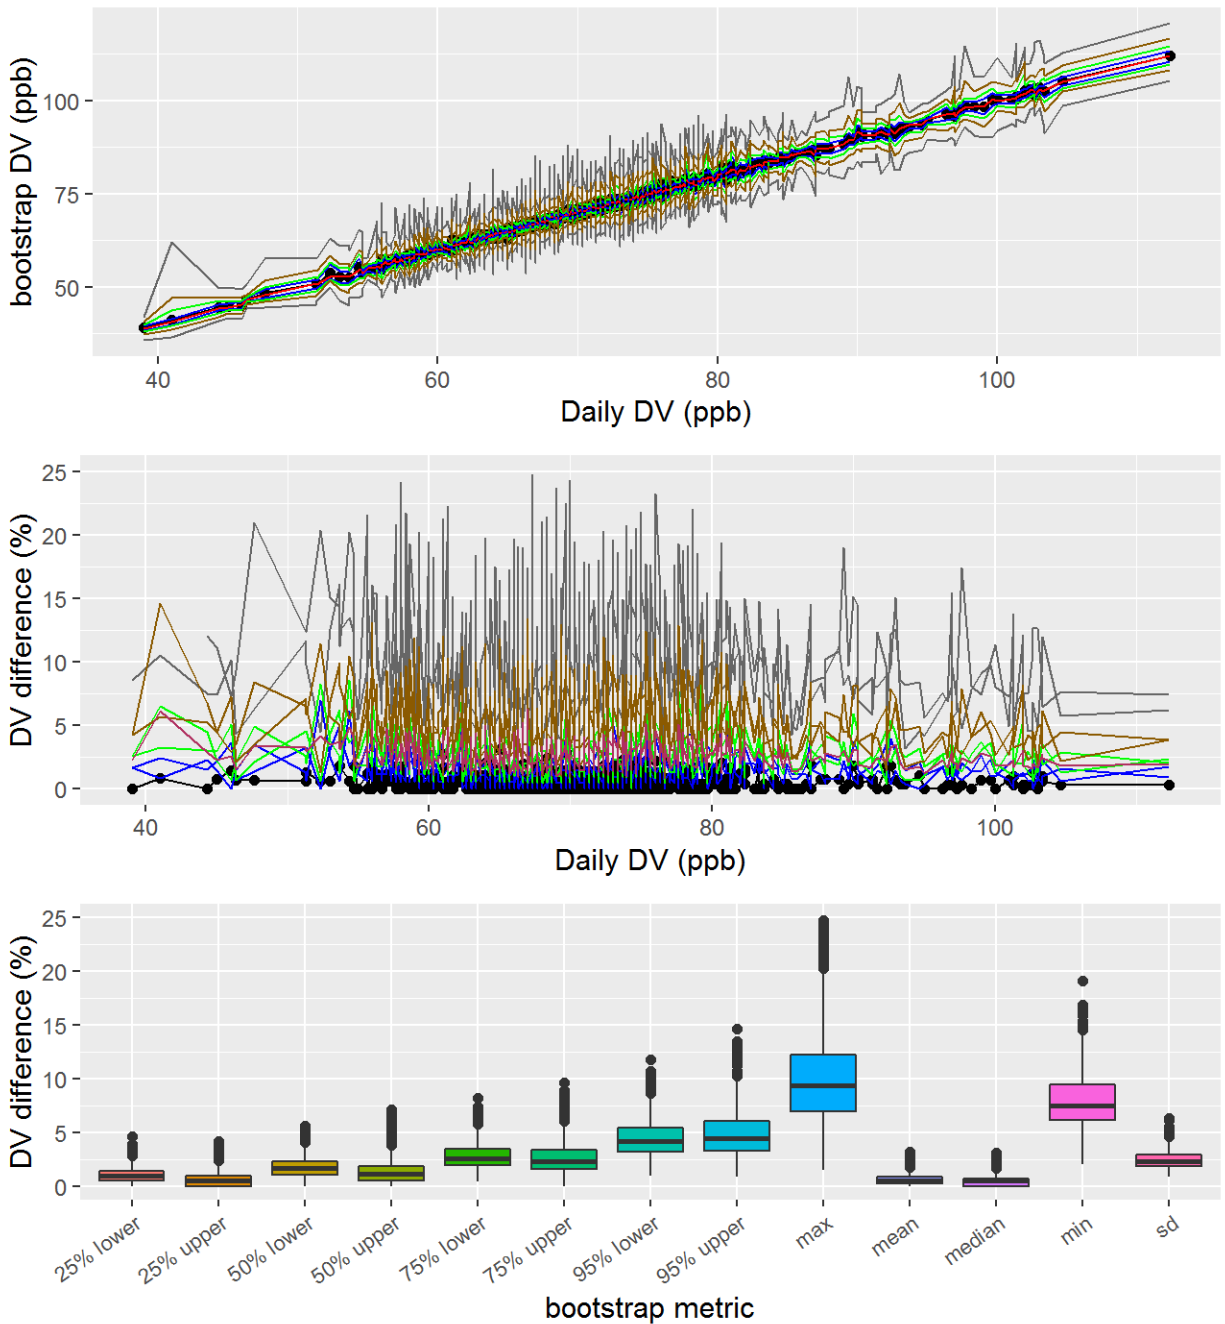 bootstrap DV (ppb)
100
75
50
40 60 80 100
Daily DV (ppb)
DV difference (%)
25
20
15
10
5
0
40 60 80 100
Daily DV (ppb)
DV difference (%)
25
20
15
10
5
0
25% lower 25% upper 50% lower 50% upper 75% lower 75% upper 95% lower 95% upper max mean median min sd
bootstrap metric